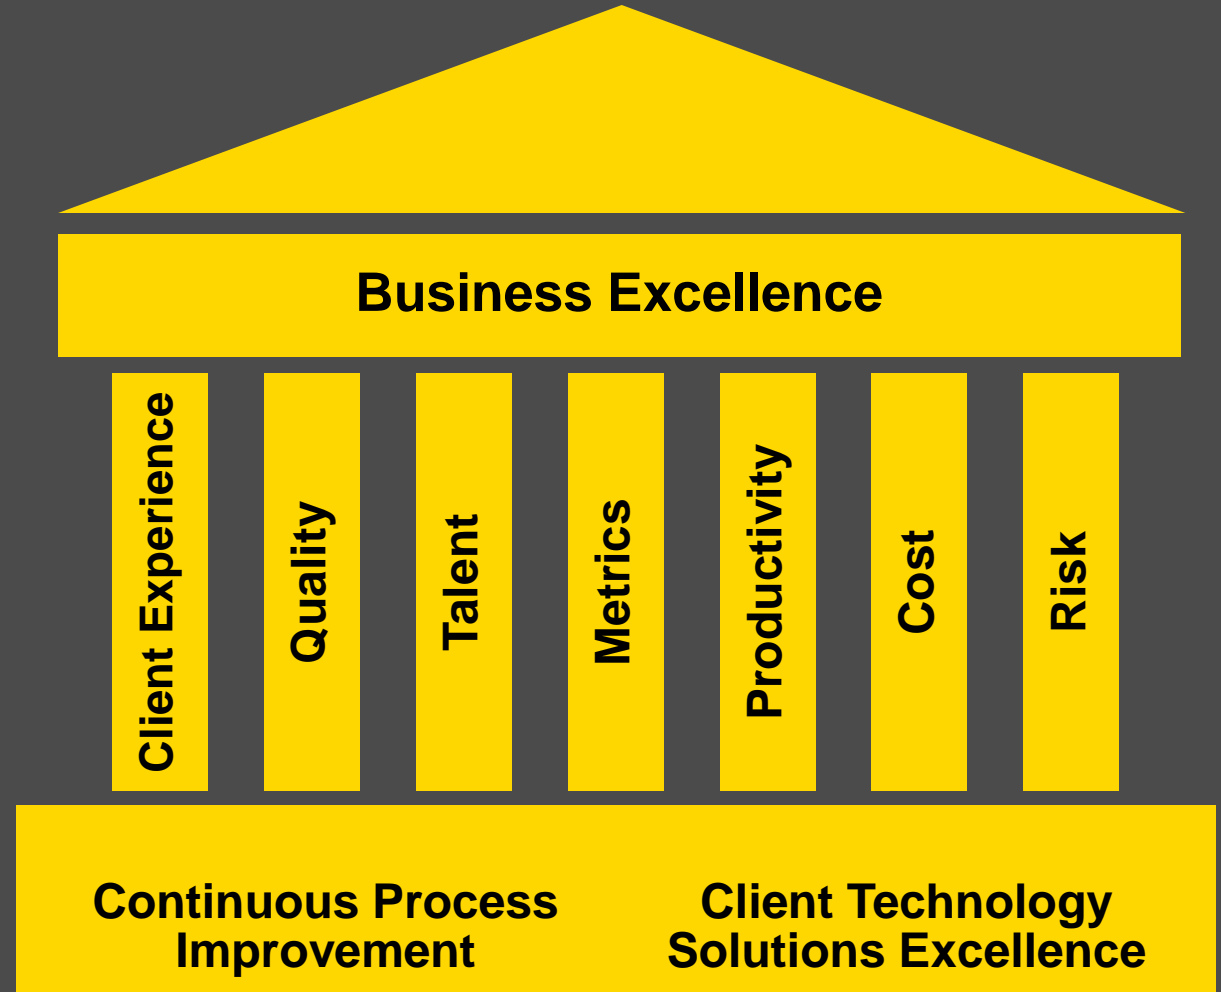 Business Excellence
Client Experience
Quality
Talent
Metrics
Productivity
Cost
Risk
Continuous Process
Improvement
Client Technology
Solutions Excellence